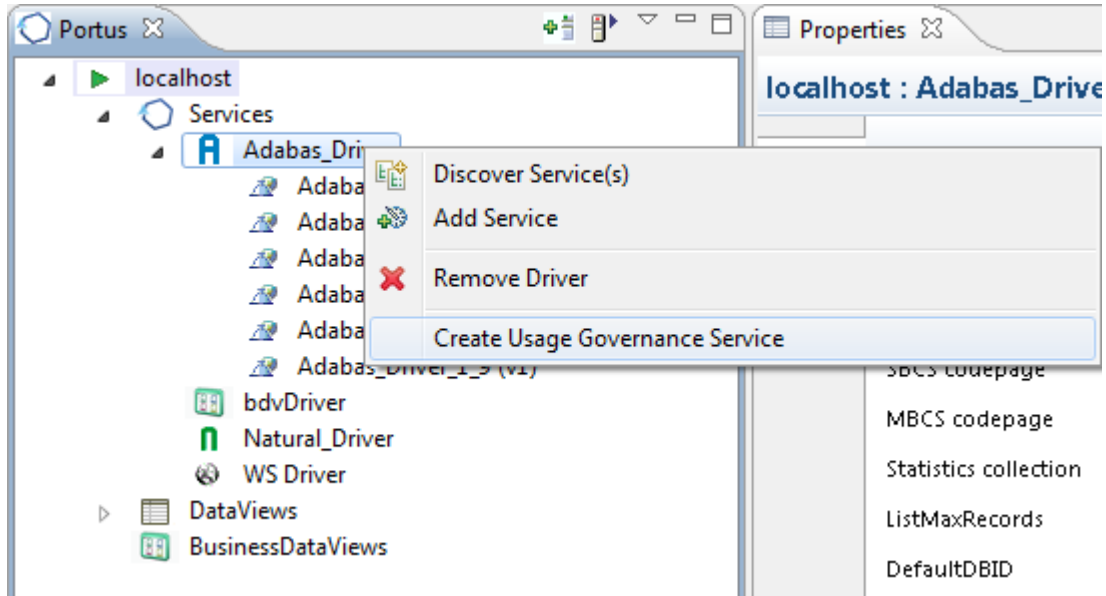 Portus
localhost
Services
Adabas_Driv
Adaba
Adaba
Adaba
Adaba
Adaba
Adabas_Driver_1_9 (v1)
bdvDriver
Natural_Driver
WS Driver
DataViews
BusinessDataViews
Discover Service(s)
Add Service
Remove Driver
Create Usage Governance Service
Properties
localhost : Adabas_Drive
SBCS codepage
MBCS codepage
Statistics collection
ListMaxRecords
DefaultDBID